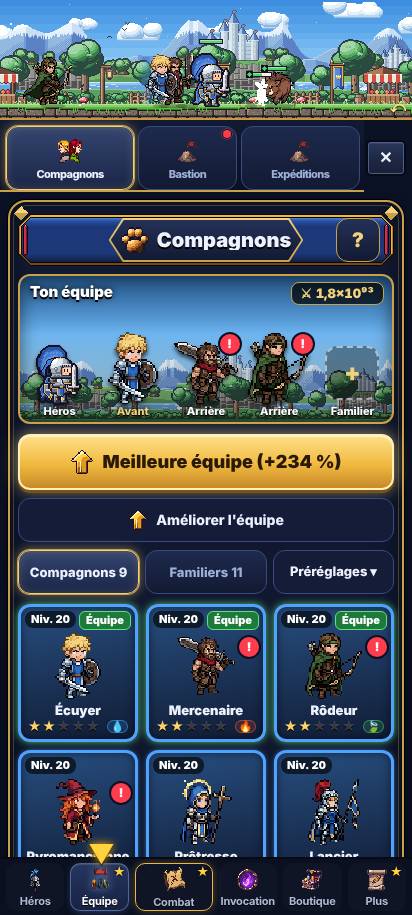 Compagnons
Bastion
Expéditions
×
Compagnons
?
Ton équipe
1,8×10⁹³
!
!
Héros
Avant
Arrière
Arrière
Familier
+
Meilleure équipe (+234 %)
Améliorer l'équipe
Compagnons 9
Familiers 11
Préréglages ▾
Niv. 20 Équipe
Niv. 20 Équipe
Niv. 20 Équipe
!
!
Écuyer
Mercenaire
Rôdeur
Niv. 20
Niv. 20
Niv. 20
!
Prêtresse
Lancier
Héros
Équipe
Combat
Invocation
Boutique
Plus